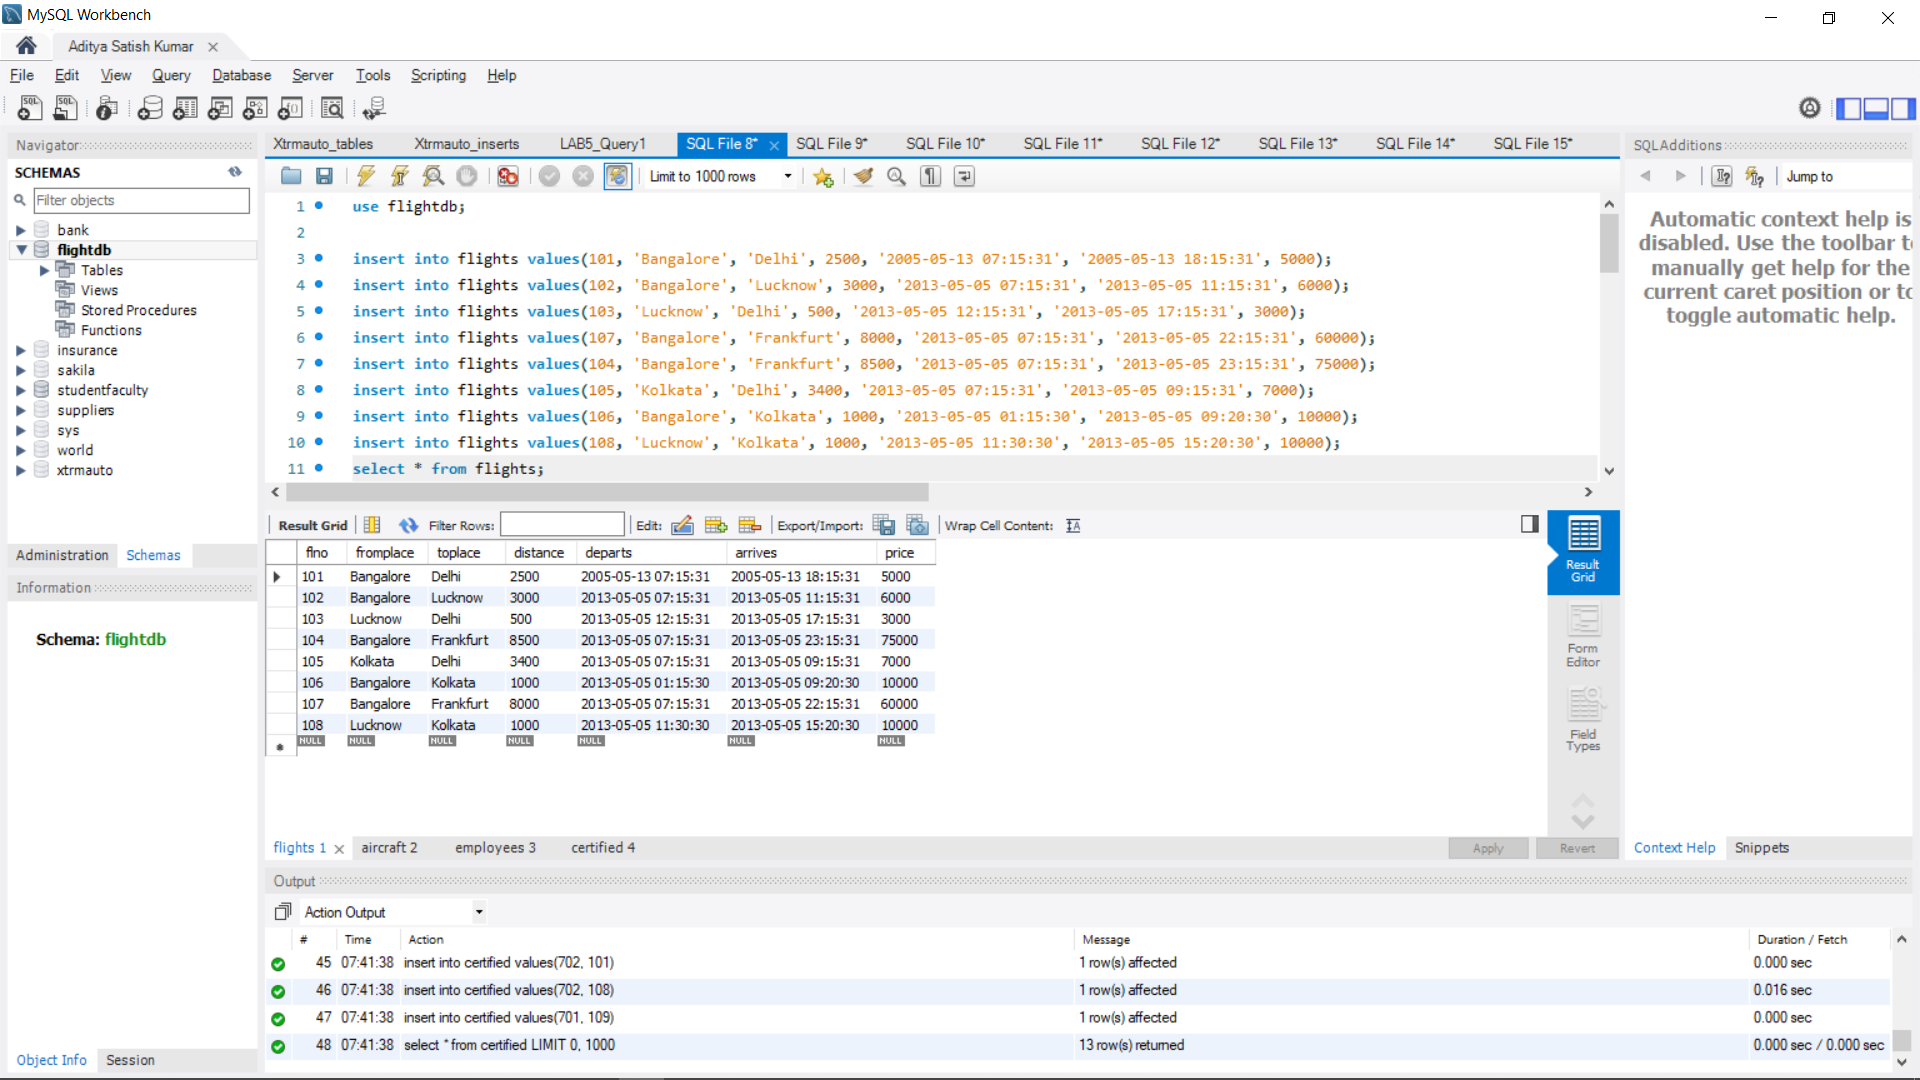 MySQL Workbench
Aditya Satish Kumar
File Edit View Query Database Server Tools Scripting Help
Navigator
SCHEMAS
Filter objects
bank
flightdb
Tables
Views
Stored Procedures
Functions
insurance
sakila
studentfaculty
suppliers
sys
world
xtrmauto
Administration Schemas
Information
Schema: flightdb
Object Info Session
Xtrmauto_tables Xtrmauto_inserts LAB5_Query1 SQL File 8* SQL File 9* SQL File 10* SQL File 11* SQL File 12* SQL File 13* SQL File 14* SQL File 15*
Limit to 1000 rows
1 use flightdb;
2
3 insert into flights values(101, 'Bangalore', 'Delhi', 2500, '2005-05-13 07:15:31', '2005-05-13 18:15:31', 5000);
4 insert into flights values(102, 'Bangalore', 'Lucknow', 3000, '2013-05-05 07:15:31', '2013-05-05 11:15:31', 6000);
5 insert into flights values(103, 'Lucknow', 'Delhi', 500, '2013-05-05 12:15:31', '2013-05-05 17:15:31', 3000);
6 insert into flights values(107, 'Bangalore', 'Frankfurt', 8000, '2013-05-05 07:15:31', '2013-05-05 22:15:31', 60000);
7 insert into flights values(104, 'Bangalore', 'Frankfurt', 8500, '2013-05-05 07:15:31', '2013-05-05 23:15:31', 75000);
8 insert into flights values(105, 'Kolkata', 'Delhi', 3400, '2013-05-05 07:15:31', '2013-05-05 09:15:31', 7000);
9 insert into flights values(106, 'Bangalore', 'Kolkata', 1000, '2013-05-05 01:15:30', '2013-05-05 09:20:30', 10000);
10 insert into flights values(108, 'Lucknow', 'Kolkata', 1000, '2013-05-05 11:30:30', '2013-05-05 15:20:30', 10000);
11 select * from flights;
Result Grid Filter Rows: Edit: Export/Import: Wrap Cell Content:
flno fromplace toplace distance departs arrives price
101 Bangalore Delhi 2500 2005-05-13 07:15:31 2005-05-13 18:15:31 5000
102 Bangalore Lucknow 3000 2013-05-05 07:15:31 2013-05-05 11:15:31 6000
103 Lucknow Delhi 500 2013-05-05 12:15:31 2013-05-05 17:15:31 3000
104 Bangalore Frankfurt 8500 2013-05-05 07:15:31 2013-05-05 23:15:31 75000
105 Kolkata Delhi 3400 2013-05-05 07:15:31 2013-05-05 09:15:31 7000
106 Bangalore Kolkata 1000 2013-05-05 01:15:30 2013-05-05 09:20:30 10000
107 Bangalore Frankfurt 8000 2013-05-05 07:15:31 2013-05-05 22:15:31 60000
108 Lucknow Kolkata 1000 2013-05-05 11:30:30 2013-05-05 15:20:30 10000
NULL NULL NULL NULL NULL NULL NULL
Result
Grid
Form
Editor
Field
Types
flights 1 aircraft 2 employees 3 certified 4
Apply Revert
SQLAdditions
Jump to
Automatic context help is
disabled. Use the toolbar
manually get help for the
current caret position or
toggle automatic help.
Context Help Snippets
Output
Action Output
# Time Action Message Duration / Fetch
45 07:41:38 insert into certified values(702, 101) 1 row(s) affected 0.000 sec
46 07:41:38 insert into certified values(702, 108) 1 row(s) affected 0.016 sec
47 07:41:38 insert into certified values(701, 109) 1 row(s) affected 0.000 sec
48 07:41:38 select * from certified LIMIT 0, 1000 13 row(s) returned 0.000 sec / 0.000 sec